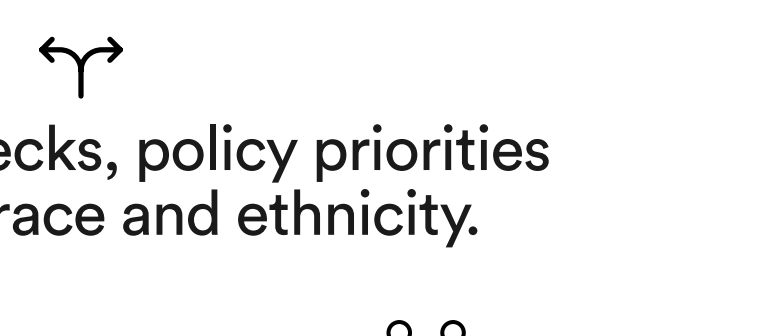 ecks, policy priorities
race and ethnicity.